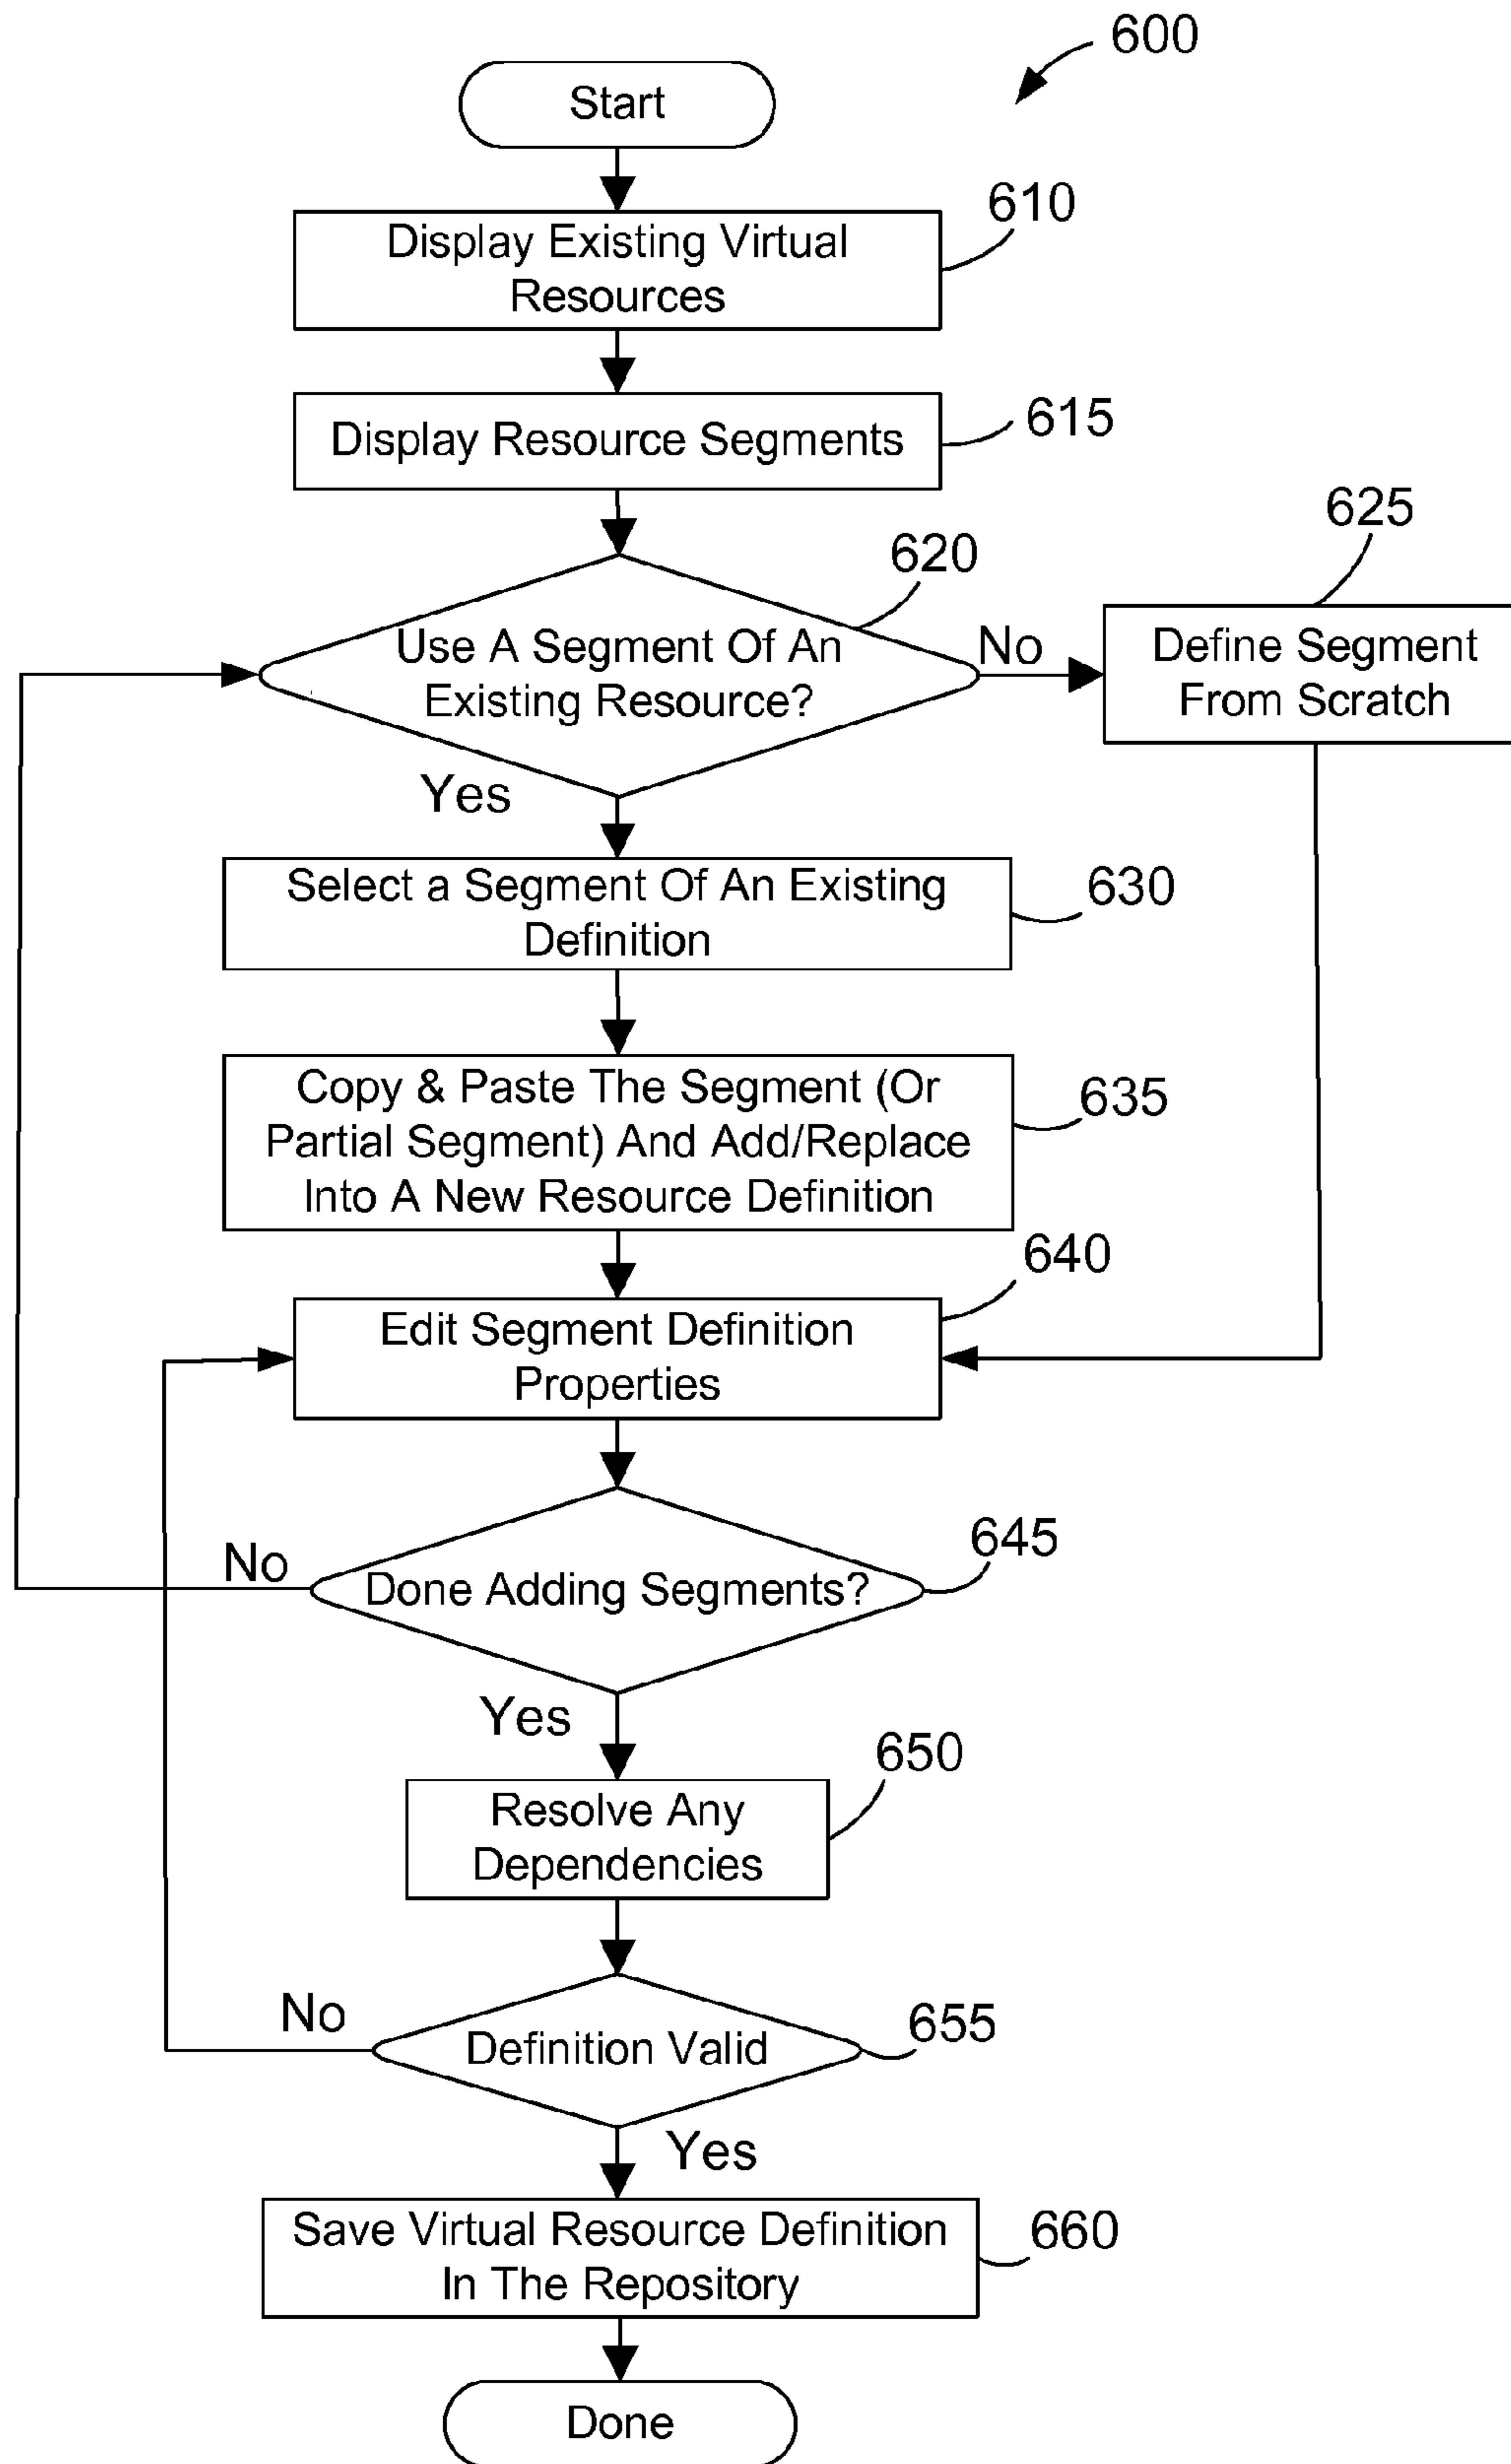 600
Start
610
Display Existing Virtual
Resources
615
Display Resource Segments
620
625
Use A Segment Of An
Existing Resource?
No
Define Segment
From Scratch
Yes
630
Select a Segment Of An Existing
Definition
635
Copy & Paste The Segment (Or
Partial Segment) And Add/Replace
Into A New Resource Definition
640
Edit Segment Definition
Properties
645
No
Done Adding Segments?
Yes
650
Resolve Any
Dependencies
No
655
Definition Valid
Yes
Save Virtual Resource Definition
In The Repository
660
Done